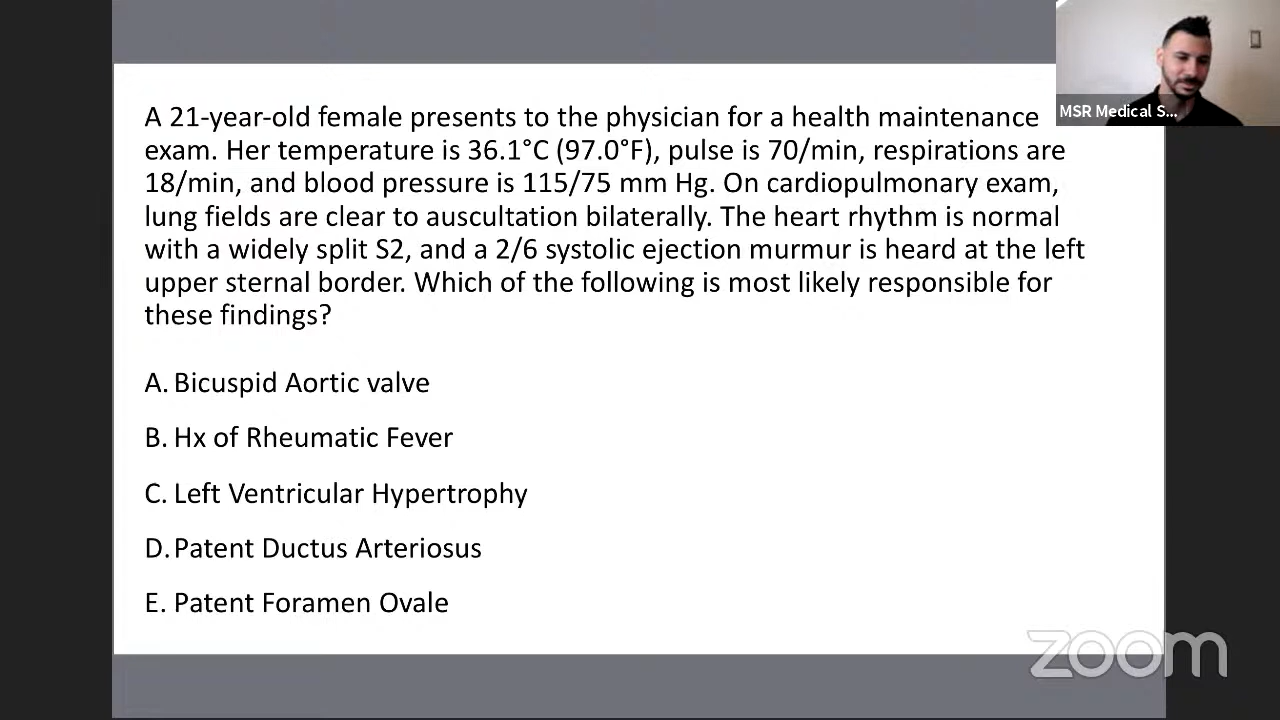 A 21-year-old female presents to the physician for a health maintenance
exam. Her temperature is 36.1°C (97.0°F), pulse is 70/min, respirations are
18/min, and blood pressure is 115/75 mm Hg. On cardiopulmonary exam,
lung fields are clear to auscultation bilaterally. The heart rhythm is normal
with a widely split S2, and a 2/6 systolic ejection murmur is heard at the left
upper sternal border. Which of the following is most likely responsible for
these findings?
A. Bicuspid Aortic valve
B. Hx of Rheumatic Fever
C. Left Ventricular Hypertrophy
D. Patent Ductus Arteriosus
E. Patent Foramen Ovale
MSR Medical S...
zoom